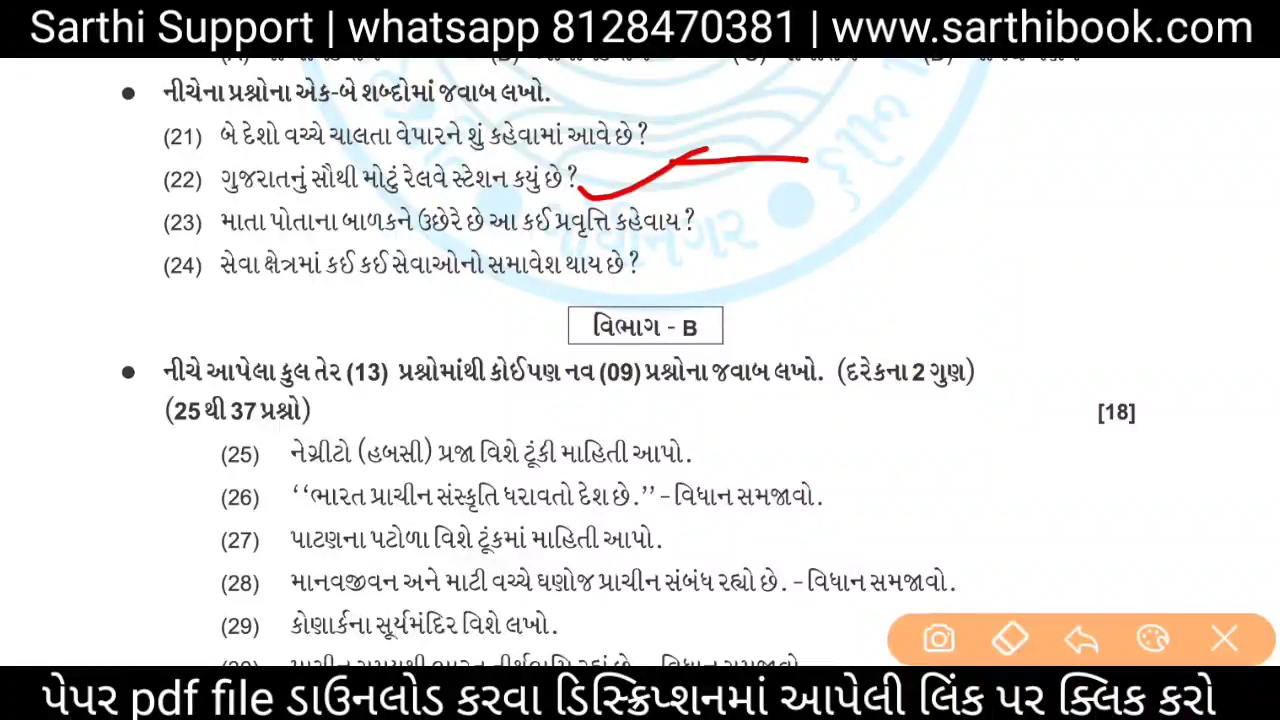 Sarthi Support | whatsapp 8128470381 | www.sarthibook.com
નીચેના પ્રશ્નોના એક-બે શબ્દોમાં જવાબ લખો.
(21) બે દેશો વચ્ચે ચાલતા વેપારને શું કહેવામાં આવે છે?
(22) ગુજરાતનું સૌથી મોટું રેલવે સ્ટેશન કયું છે?
(23) માતા પોતાના બાળકને ઉછેરે છે આ કઈ પ્રવૃત્તિ કહેવાય?
(24) સેવા ક્ષેત્રમાં કઈ કઈ સેવાઓનો સમાવેશ થાય છે?
વિભાગ - B
નીચે આપેલા કુલ તેર (13) પ્રશ્નોમાંથી કોઈપણ નવ (09) પ્રશ્નોના જવાબ લખો. (દરેકના 2 ગુણ)
(25 થી 37 પ્રશ્નો) [18]
(25) નેગ્રીટો (હબસી) પ્રજા વિશે ટૂંકી માહિતી આપો.
(26) ‘‘ભારત પ્રાચીન સંસ્કૃતિ ધરાવતો દેશ છે.’’ – વિધાન સમજાવો.
(27) પાટણના પટોળા વિશે ટૂંકમાં માહિતી આપો.
(28) માનવજીવન અને માટી વચ્ચે ઘણોજ પ્રાચીન સંબંધ રહ્યો છે. – વિધાન સમજાવો.
(29) કોણાર્કના સૂર્યમંદિર વિશે લખો.
પેપર pdf file ડાઉનલોડ કરવા ડિસ્ક્રિપ્શનમાં આપેલી લિંક પર ક્લિક કરો